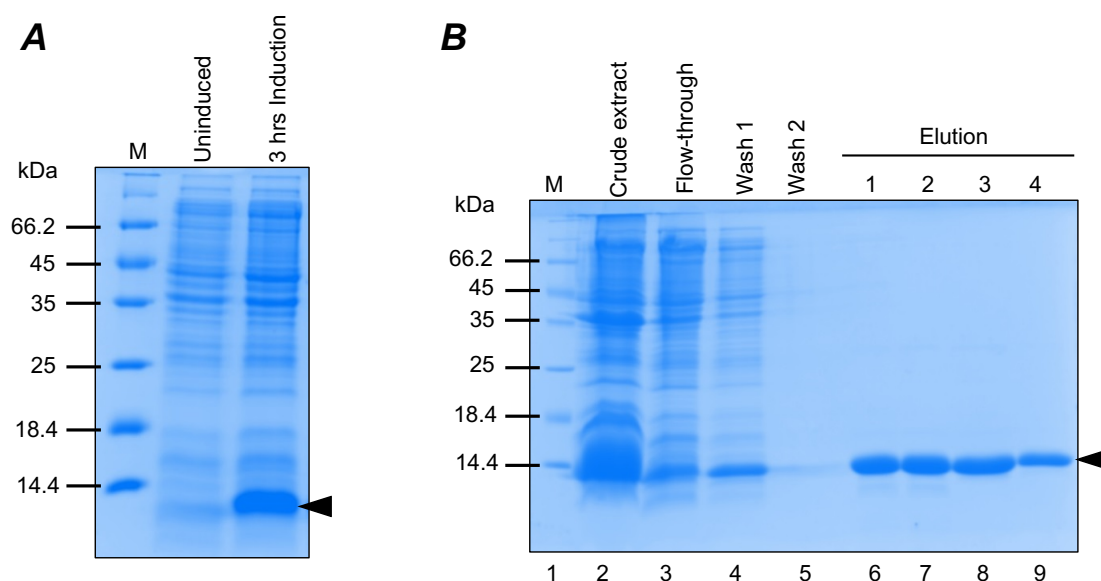 A
M
Uninduced
3 hrs Induction
kDa
66.2
45
35
25
18.4
14.4
B
M
Crude extract
Flow-through
Wash 1
Wash 2
Elution
1 2 3 4
kDa
66.2
45
35
25
18.4
14.4
1 2 3 4 5 6 7 8 9